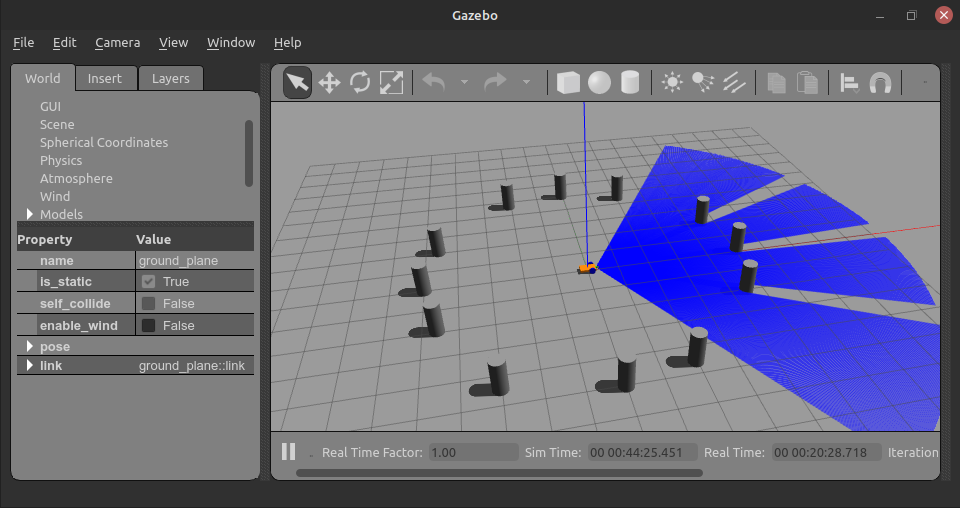 Gazebo
File Edit Camera View Window Help
World Insert Layers
GUI
Scene
Spherical Coordinates
Physics
Atmosphere
Wind
Models
Property Value
name ground_plane
is_static True
self_collide False
enable_wind False
pose
link ground_plane::link
Real Time Factor: 1.00 Sim Time: 00 00:44:25.451 Real Time: 00 00:20:28.718 Iteration